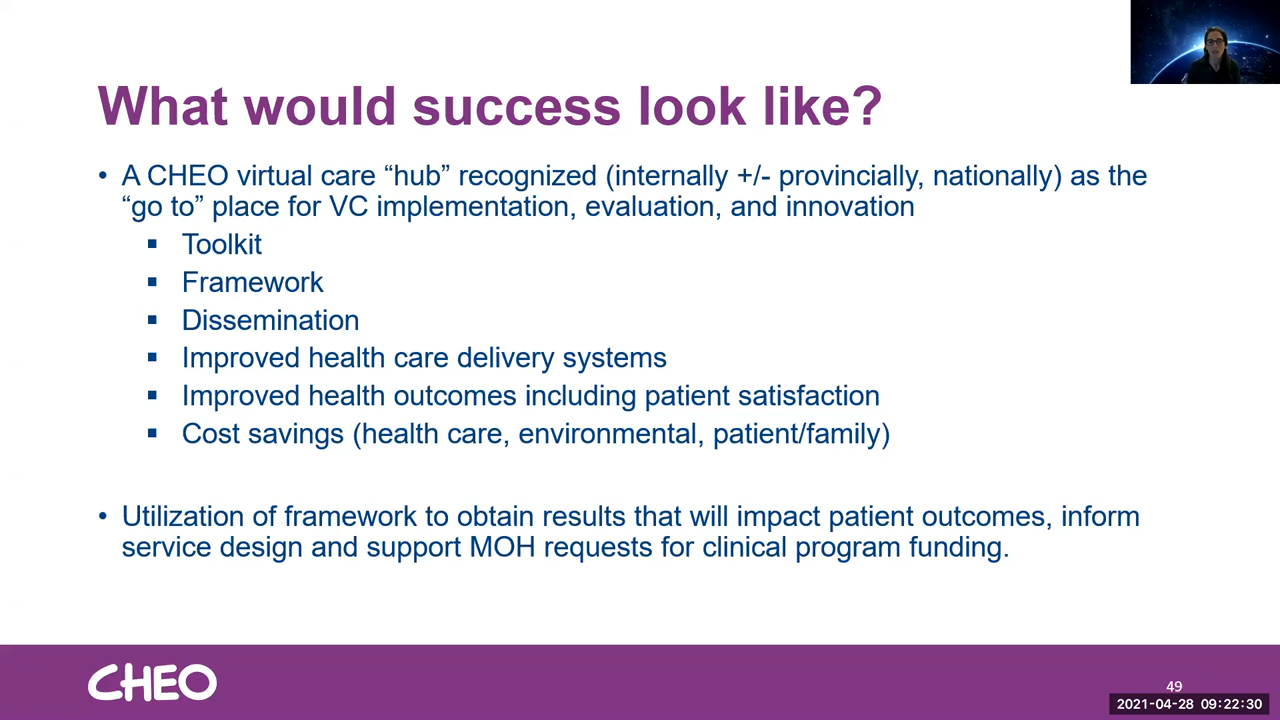 What would success look like?
• A CHEO virtual care “hub” recognized (internally +/- provincially, nationally) as the
“go to” place for VC implementation, evaluation, and innovation
▪ Toolkit
▪ Framework
▪ Dissemination
▪ Improved health care delivery systems
▪ Improved health outcomes including patient satisfaction
▪ Cost savings (health care, environmental, patient/family)
• Utilization of framework to obtain results that will impact patient outcomes, inform
service design and support MOH requests for clinical program funding.
CHEO
49
2021-04-28 09:22:30